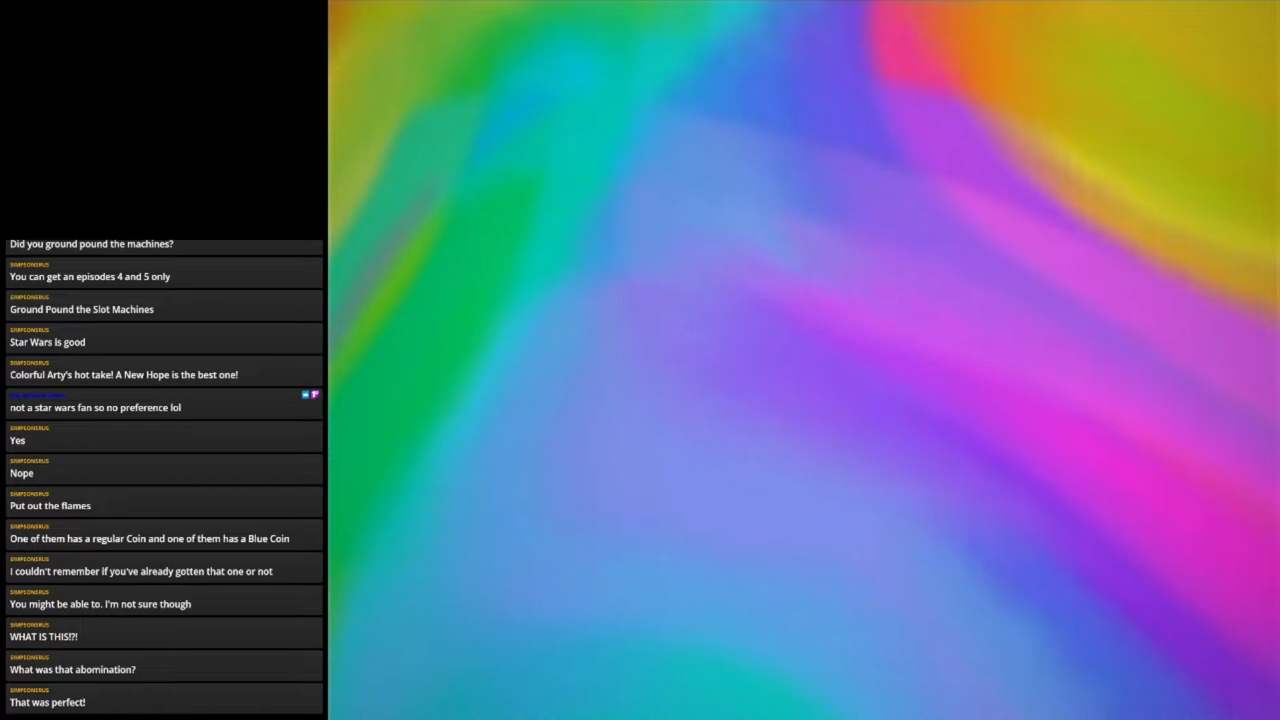 Did you ground pound the machines?
SIMPSONSRUS
You can get an episodes 4 and 5 only
SIMPSONSRUS
Ground Pound the Slot Machines
SIMPSONSRUS
Star Wars is good
SIMPSONSRUS
Colorful Arty's hot take! A New Hope is the best one!
not a star wars fan so no preference lol
SIMPSONSRUS
Yes
SIMPSONSRUS
Nope
SIMPSONSRUS
Put out the flames
SIMPSONSRUS
One of them has a regular Coin and one of them has a Blue Coin
SIMPSONSRUS
I couldn't remember if you've already gotten that one or not
SIMPSONSRUS
You might be able to. I'm not sure though
SIMPSONSRUS
WHAT IS THIS!?!
SIMPSONSRUS
What was that abomination?
SIMPSONSRUS
That was perfect!